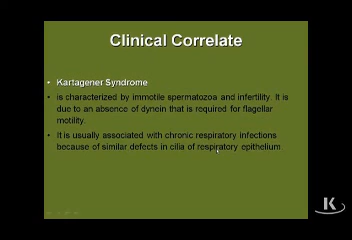 Clinical Correlate
• Kartagener Syndrome
• is characterized by immotile spermatozoa and infertility. It is
due to an absence of dynein that is required for flagellar
motility.
• It is usually associated with chronic respiratory infections
because of similar defects in cilia of respiratory epithelium
K